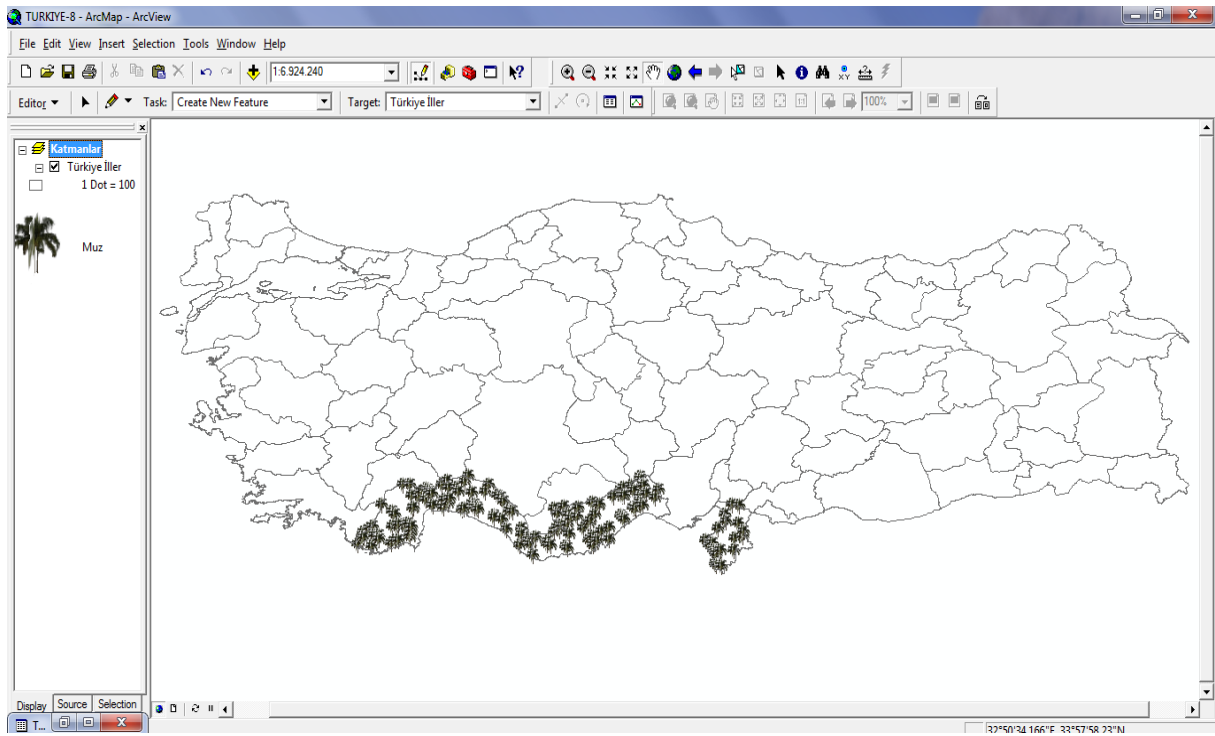 TURKIYE-8 - ArcMap - ArcView
File Edit View Insert Selection Tools Window Help
1:6.924.240
Editor Task: Create New Feature Target: Türkiye İller 100%
Katmanlar
Türkiye İller
1 Dot = 100
Muz
Display Source Selection
T...
32°50'34,166"E 33°57'58,23"N